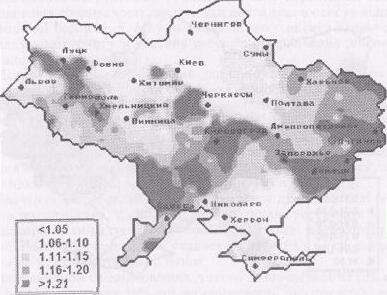 Чернигов
Луцк
Ровно
Киев
Сумы
Львов
Житомир
Харьков
Тернополь
Хмельницкий
Черкассы
Полтава
Винница
Кировоград
Днепропетровск
Луганск
Запорожье
Донецк
Одесса
Николаев
Херсон
Симферополь
<1.05
1.06-1.10
1.11-1.15
1.16-1.20
>1.21